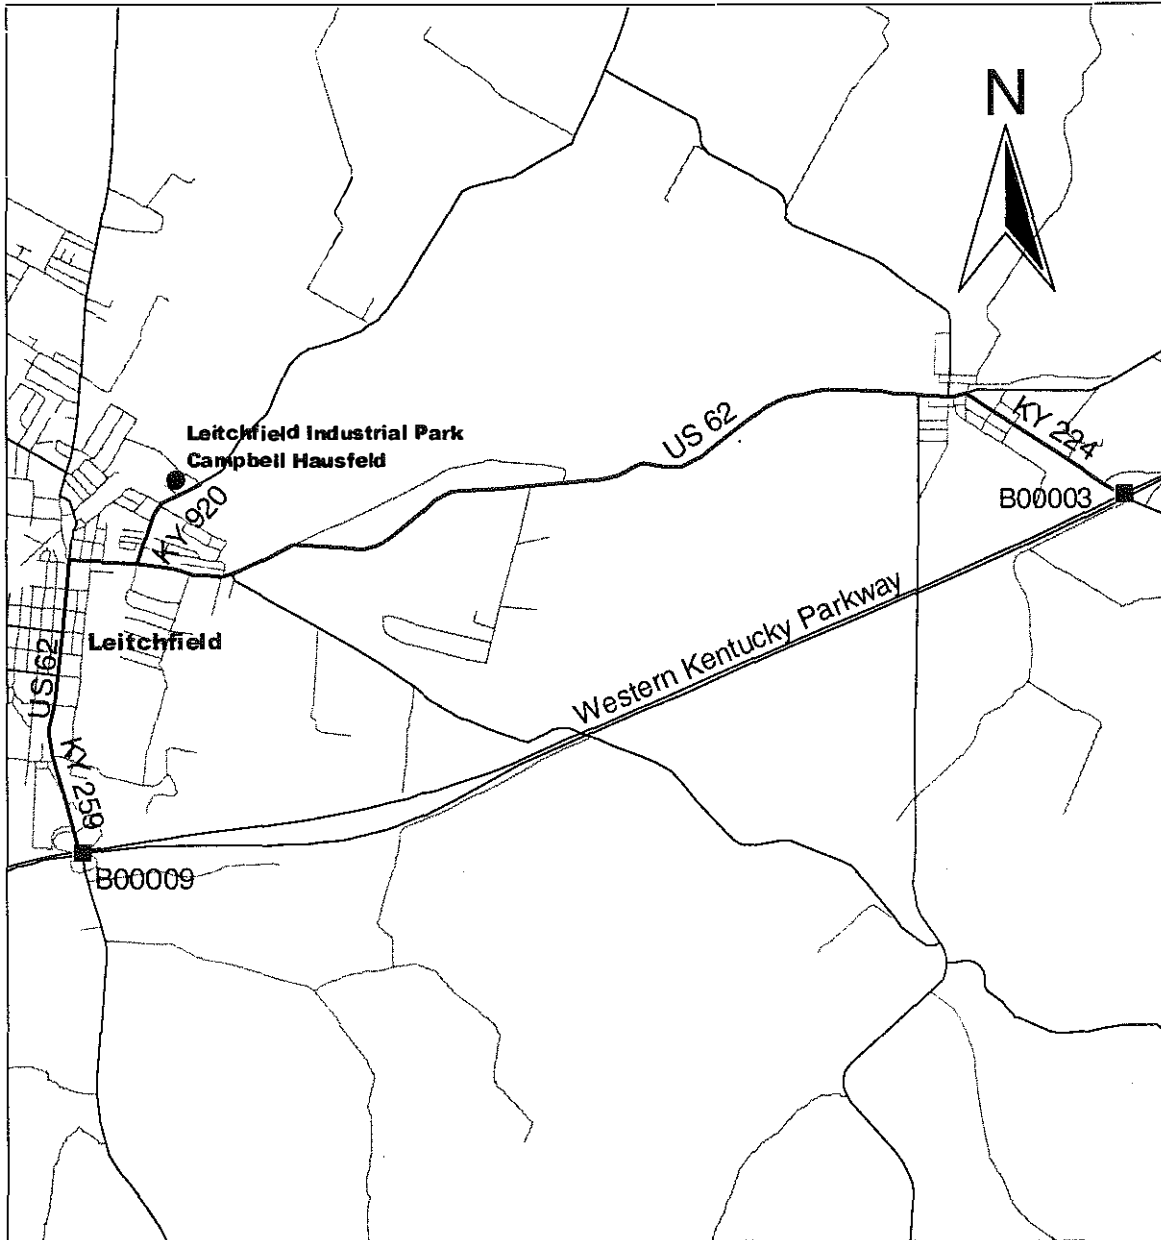 N
Leitchfield Industrial Park
Campbell Hausfeld
US 62
KY 224
B00003
KY 920
Western Kentucky Parkway
Leitchfield
US 62
KY 259
B00009